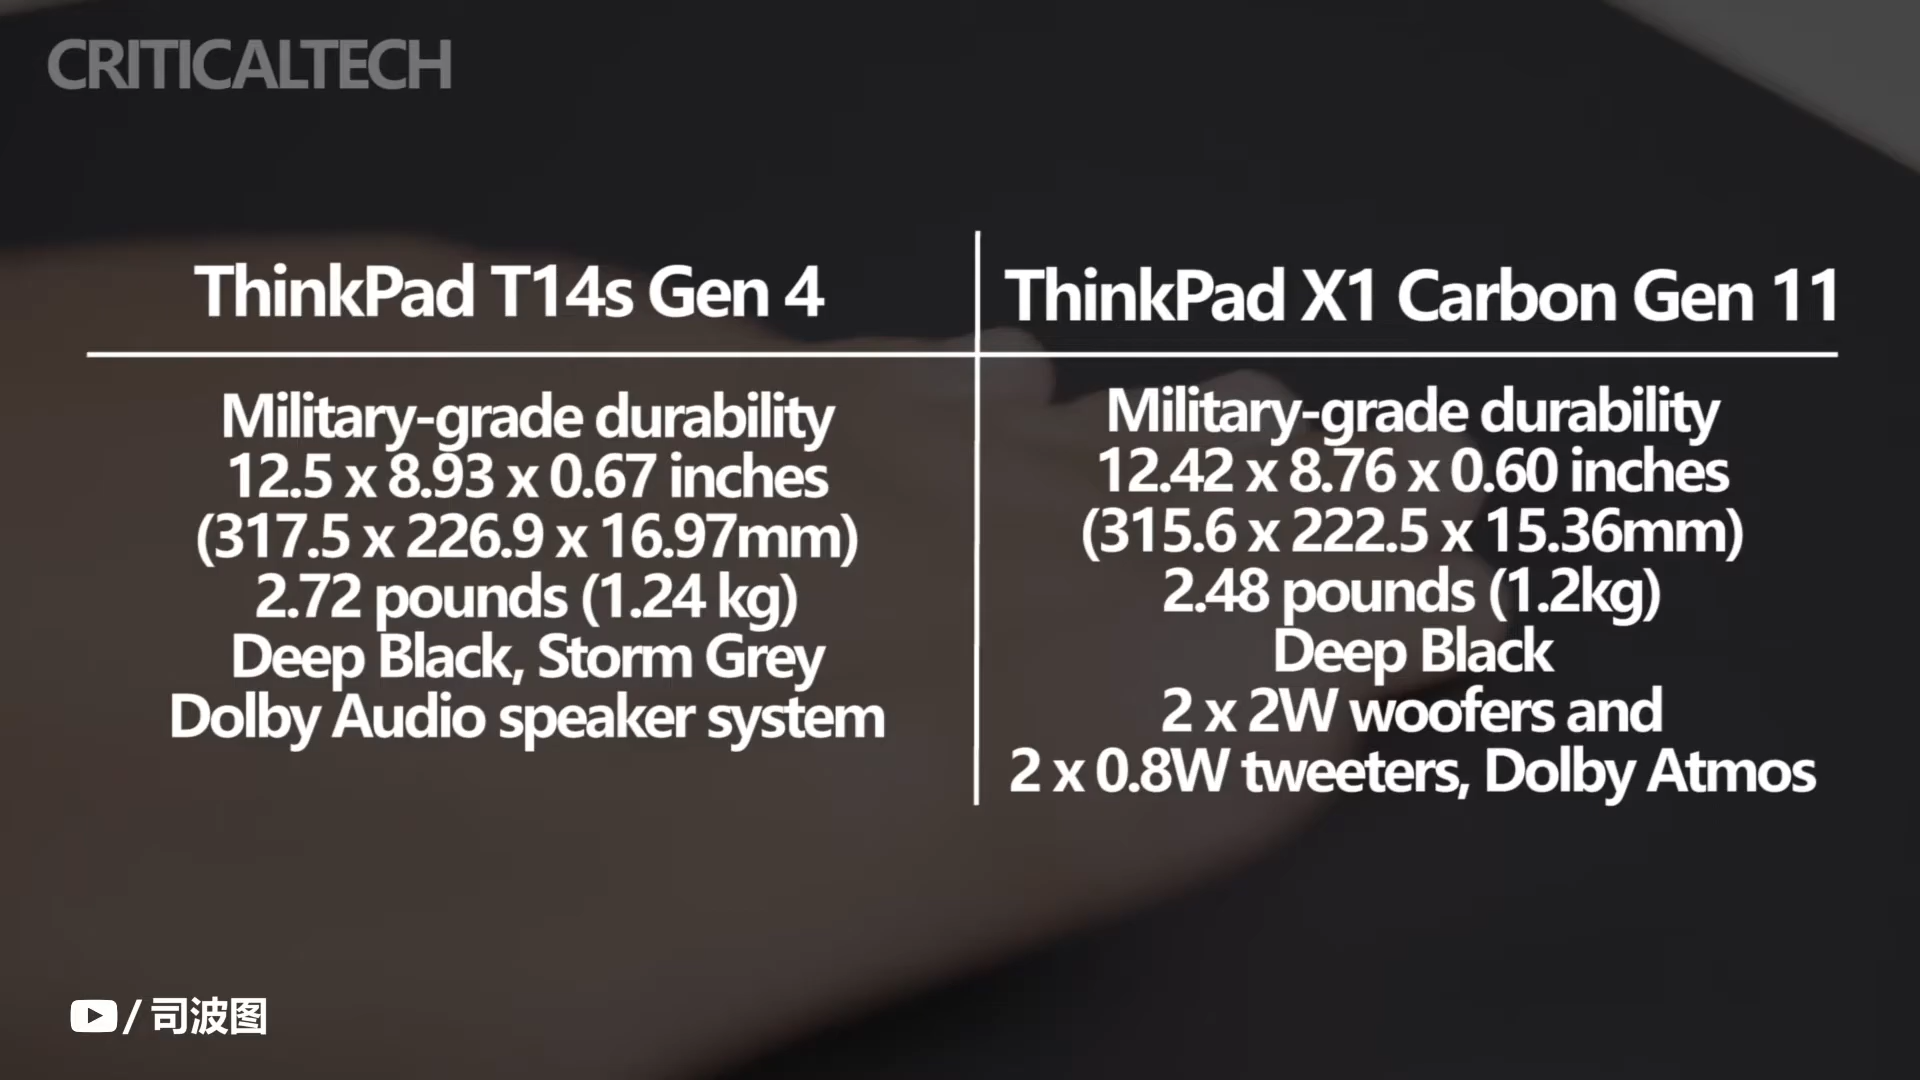 CRITICALTECH
ThinkPad T14s Gen 4
Military-grade durability
12.5 x 8.93 x 0.67 inches
(317.5 x 226.9 x 16.97mm)
2.72 pounds (1.24 kg)
Deep Black, Storm Grey
Dolby Audio speaker system
ThinkPad X1 Carbon Gen 11
Military-grade durability
12.42 x 8.76 x 0.60 inches
(315.6 x 222.5 x 15.36mm)
2.48 pounds (1.2kg)
Deep Black
2 x 2W woofers and
2 x 0.8W tweeters, Dolby Atmos
/ 司波图